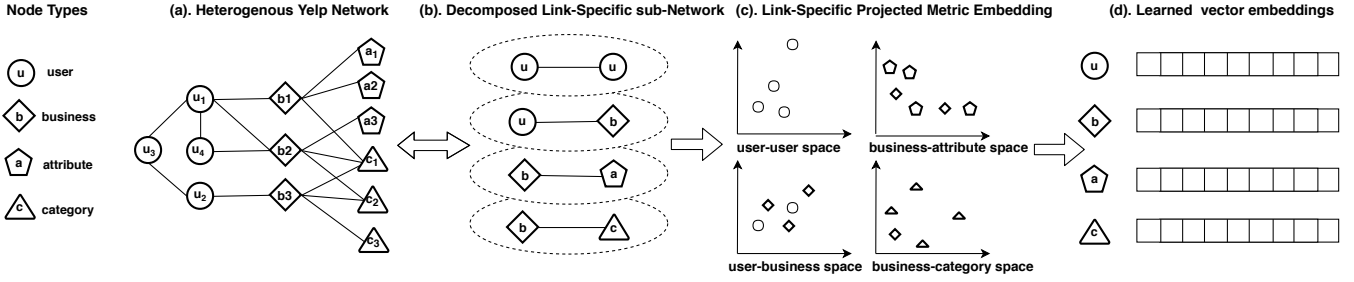 Node Types
(a). Heterogenous Yelp Network
(b). Decomposed Link-Specific sub-Network
(c). Link-Specific Projected Metric Embedding
(d). Learned vector embeddings
u user
b business
a attribute
c category
u3
u1
u4
u2
b1
b2
b3
a1
a2
a3
c1
c2
c3
u u
u b
b a
b c
user-user space
business-attribute space
user-business space
business-category space
u
b
a
c